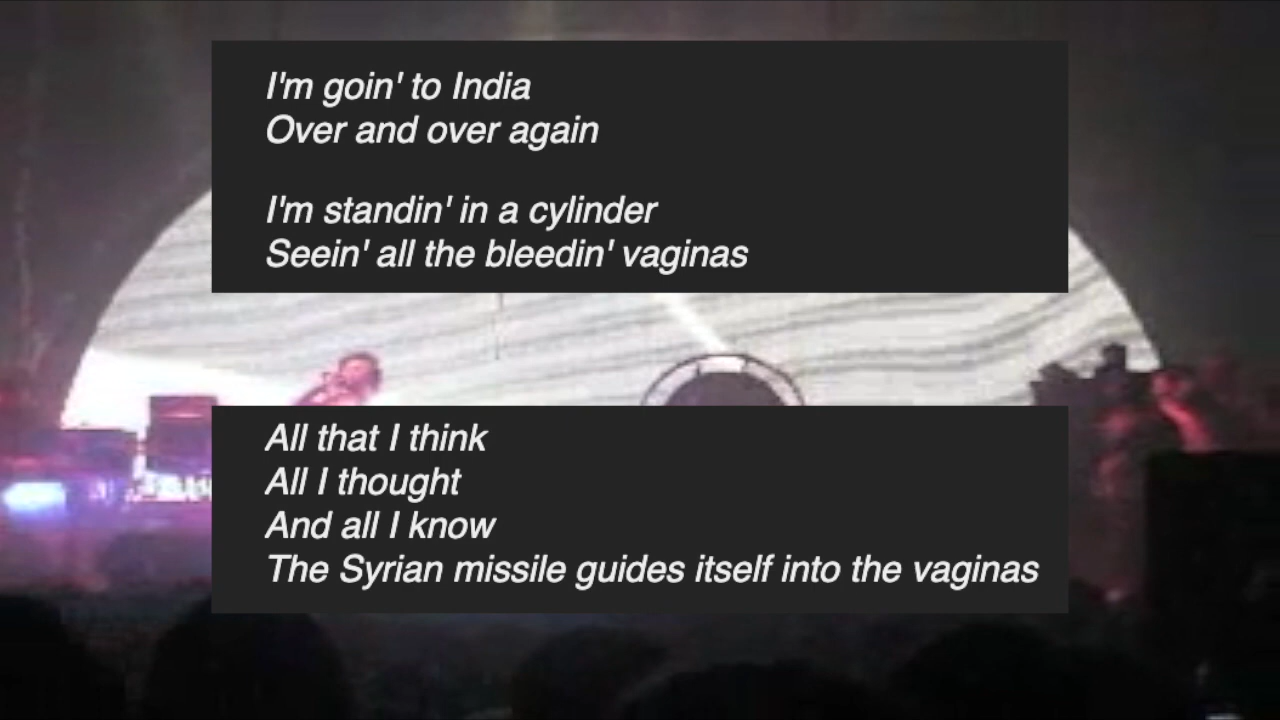 I'm goin' to India
Over and over again
I'm standin' in a cylinder
Seein' all the bleedin' vaginas
All that I think
All I thought
And all I know
The Syrian missile guides itself into the vaginas